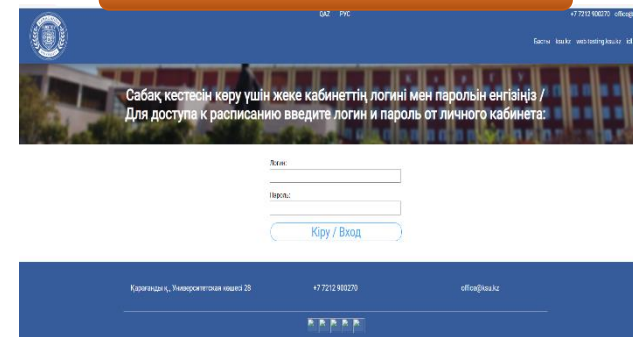 QAZ РУС
+7 7212 900270 office@
Басты ksu.kz web testing.ksu.kz
К і р у
Сабақ кестесін көру үшін жеке кабинеттің логині мен паролін енгізіңіз /
Для доступа к расписанию введите логин и пароль от личного кабинета:
Логин:
Пароль:
Кіру / Вход
Қарағанды қ., Университетская көшесі 28
+7 7212 900270
office@ksu.kz